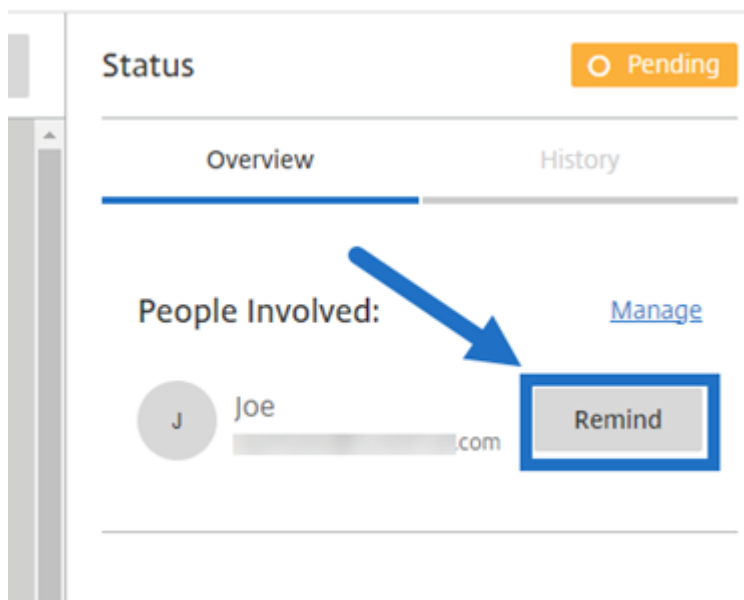 Status
Pending
Overview
History
People Involved:
Manage
J
Joe
.com
Remind